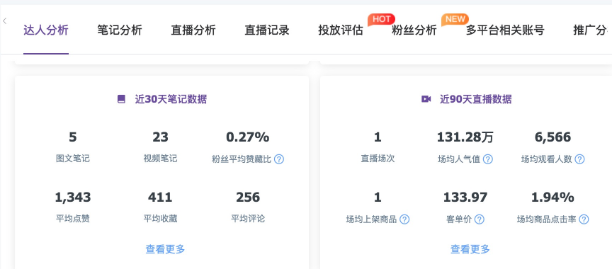 达人分析 笔记分析 直播分析 直播记录 投放评估 HOT 粉丝分析 NEW 多平台相关账号 推广分
近30天笔记数据
5 23 0.27%
图文笔记 视频笔记 粉丝平均赞藏比 ?
1,343 411 256
平均点赞 平均收藏 平均评论
查看更多
近90天直播数据
1 131.28万 6,566
直播场次 场均人气值 ? 场均观看人数 ?
1 133.97 1.94%
场均上架商品 ? 客单价 ? 场均商品点击率 ?
查看更多